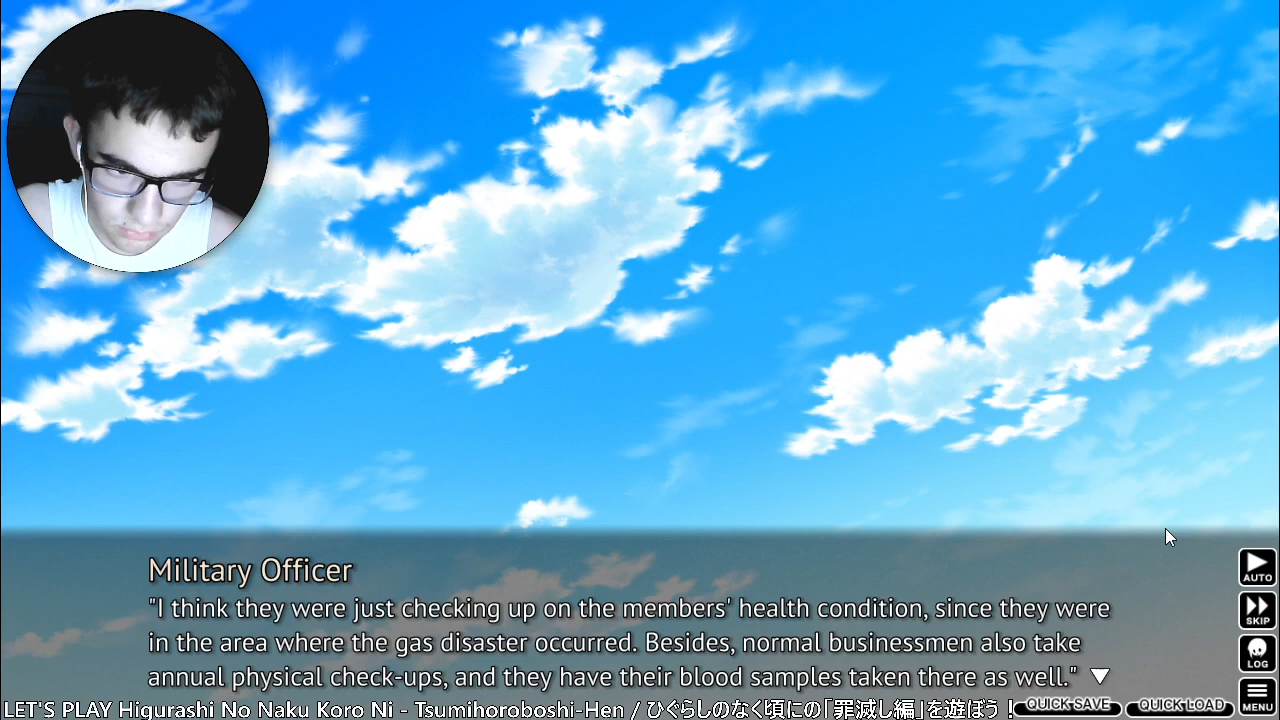 Military Officer
"I think they were just checking up on the members' health condition, since they were
in the area where the gas disaster occurred. Besides, normal businessmen also take
annual physical check-ups, and they have their blood samples taken there as well."
AUTO
SKIP
LOG
MENU
QUICK SAVE
QUICK LOAD
LET'S PLAY Higurashi No Naku Koro Ni - Tsumihoroboshi-Hen / ひぐらしのなく頃にの「罪滅し編」を遊ぼう！